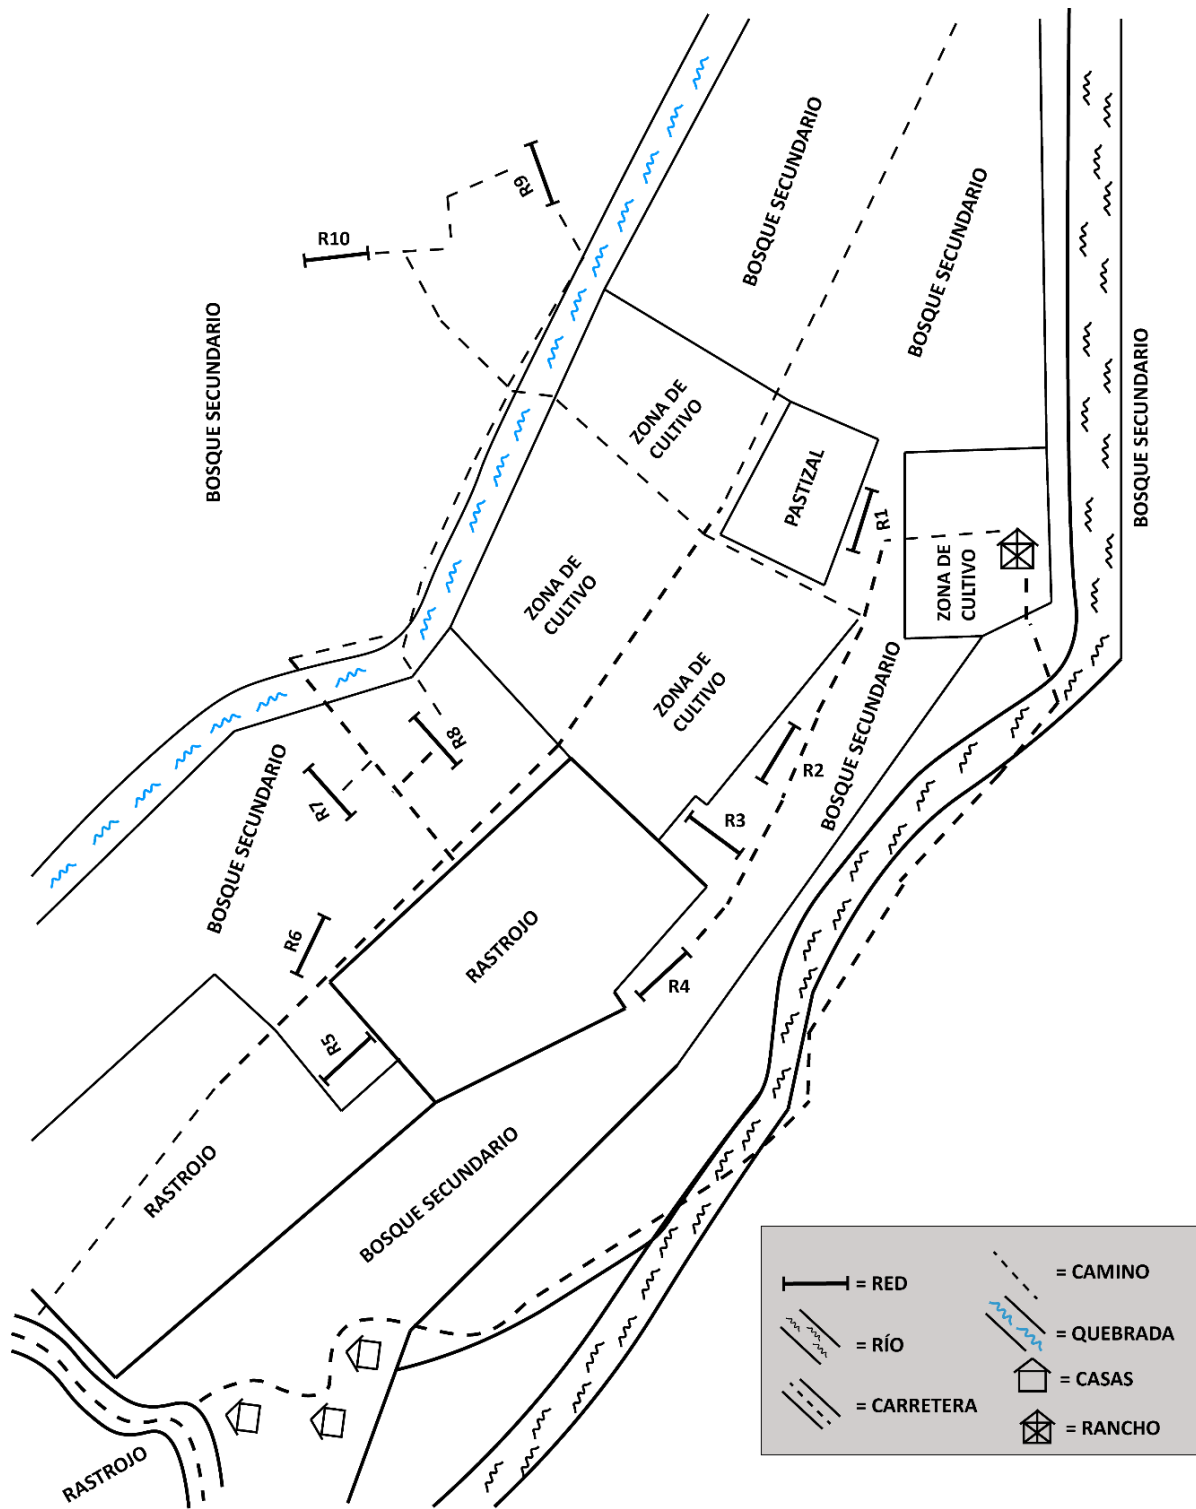 R9
R10
BOSQUE SECUNDARIO
BOSQUE SECUNDARIO
BOSQUE SECUNDARIO
BOSQUE SECUNDARIO
ZONA DE
CULTIVO
PASTIZAL
R1
ZONA DE
CULTIVO
ZONA DE
CULTIVO
ZONA DE
CULTIVO
BOSQUE SECUNDARIO
R8
R7
R2
R3
BOSQUE SECUNDARIO
R6
RASTROJO
R4
R5
RASTROJO
BOSQUE SECUNDARIO
RASTROJO
= RED
= RÍO
= CARRETERA
= CAMINO
= QUEBRADA
= CASAS
= RANCHO